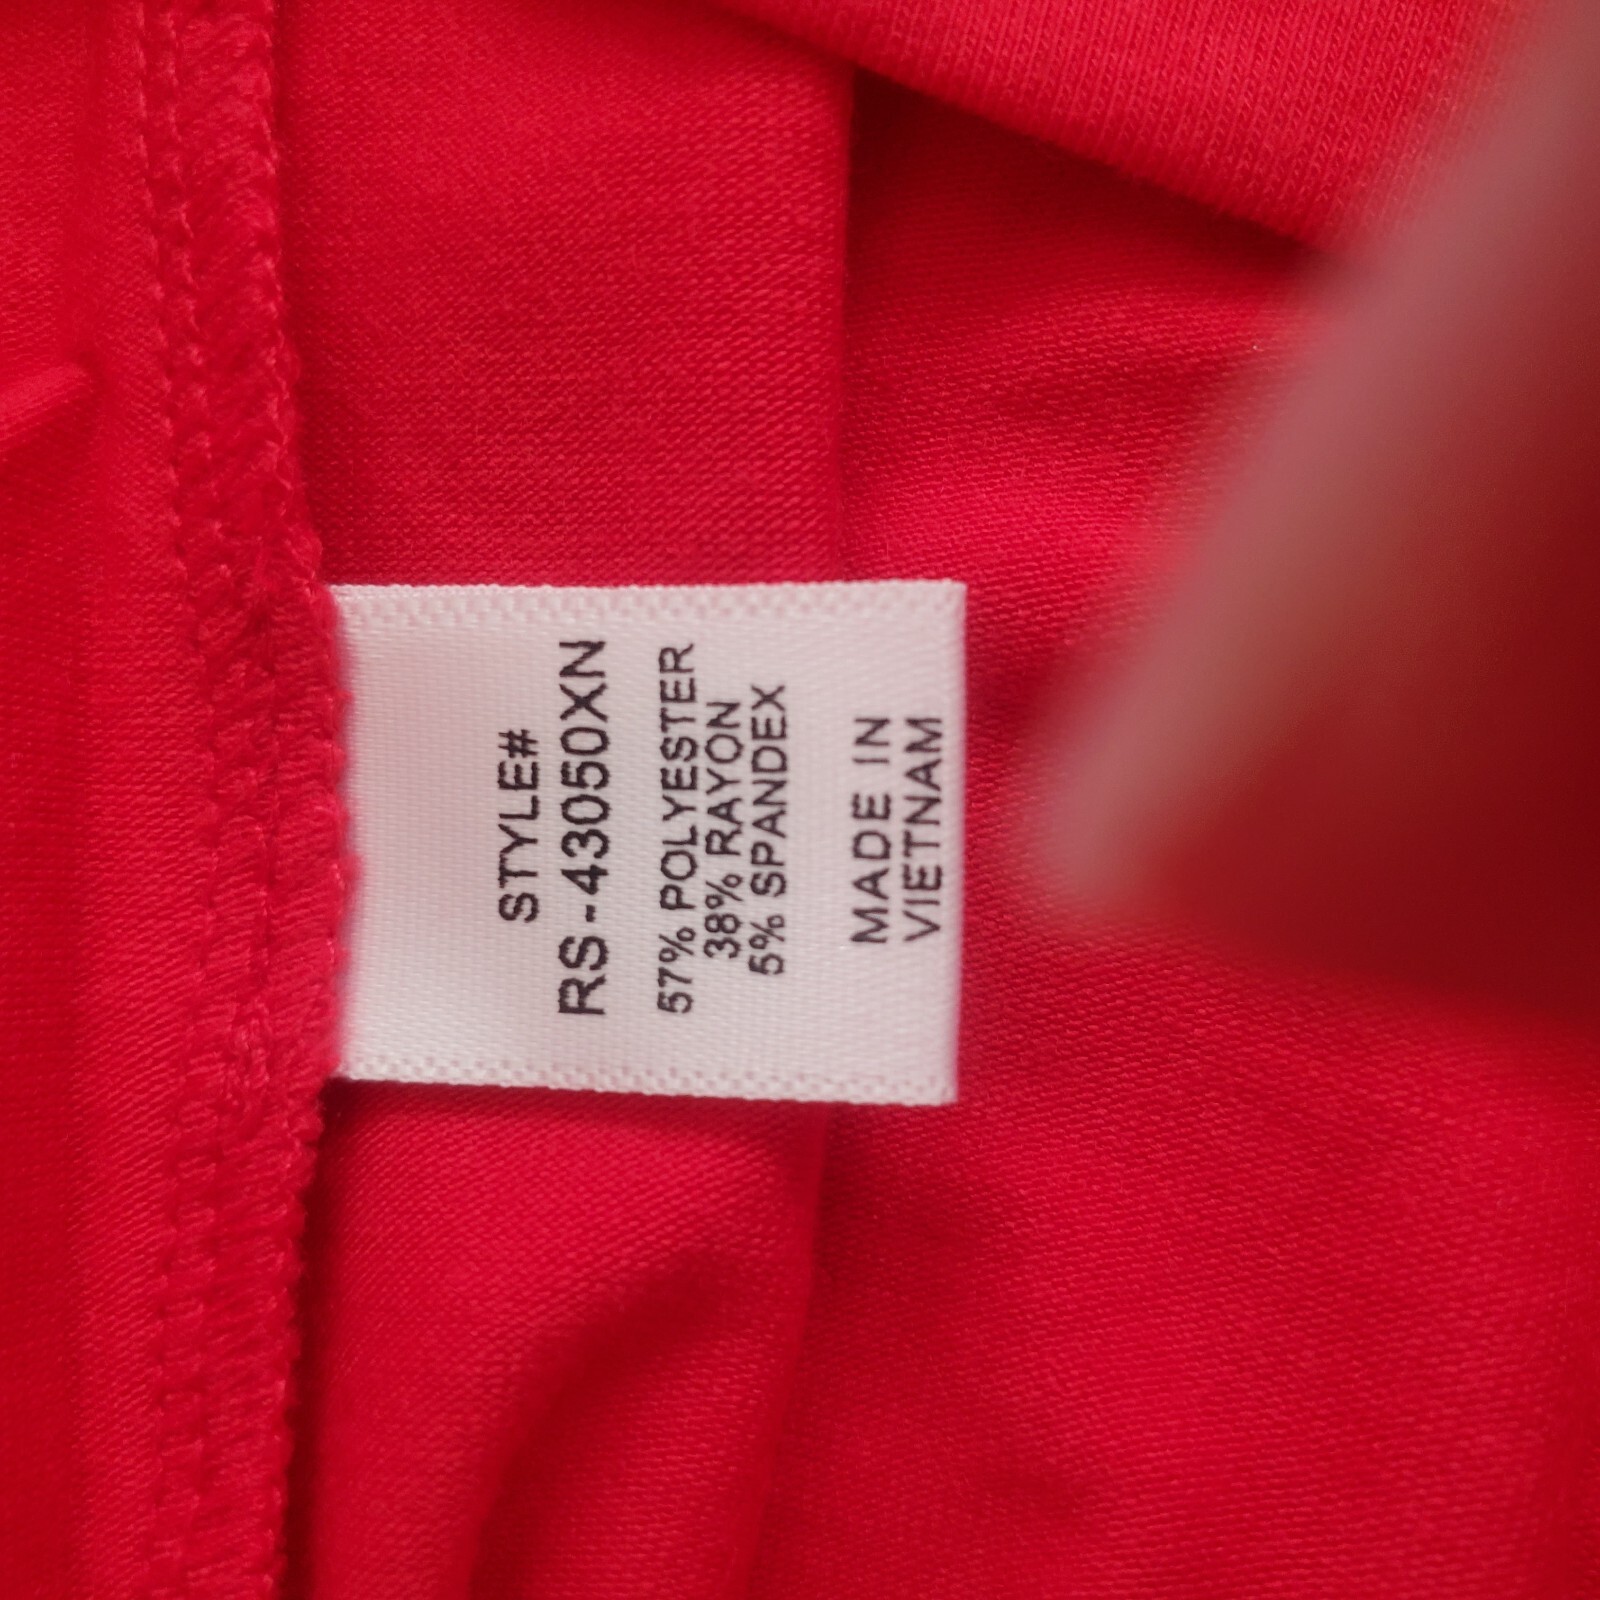 STYLE#
RS-43050XN
57% POLYESTER
38% RAYON
5% SPANDEX
MADE IN
VIETNAM